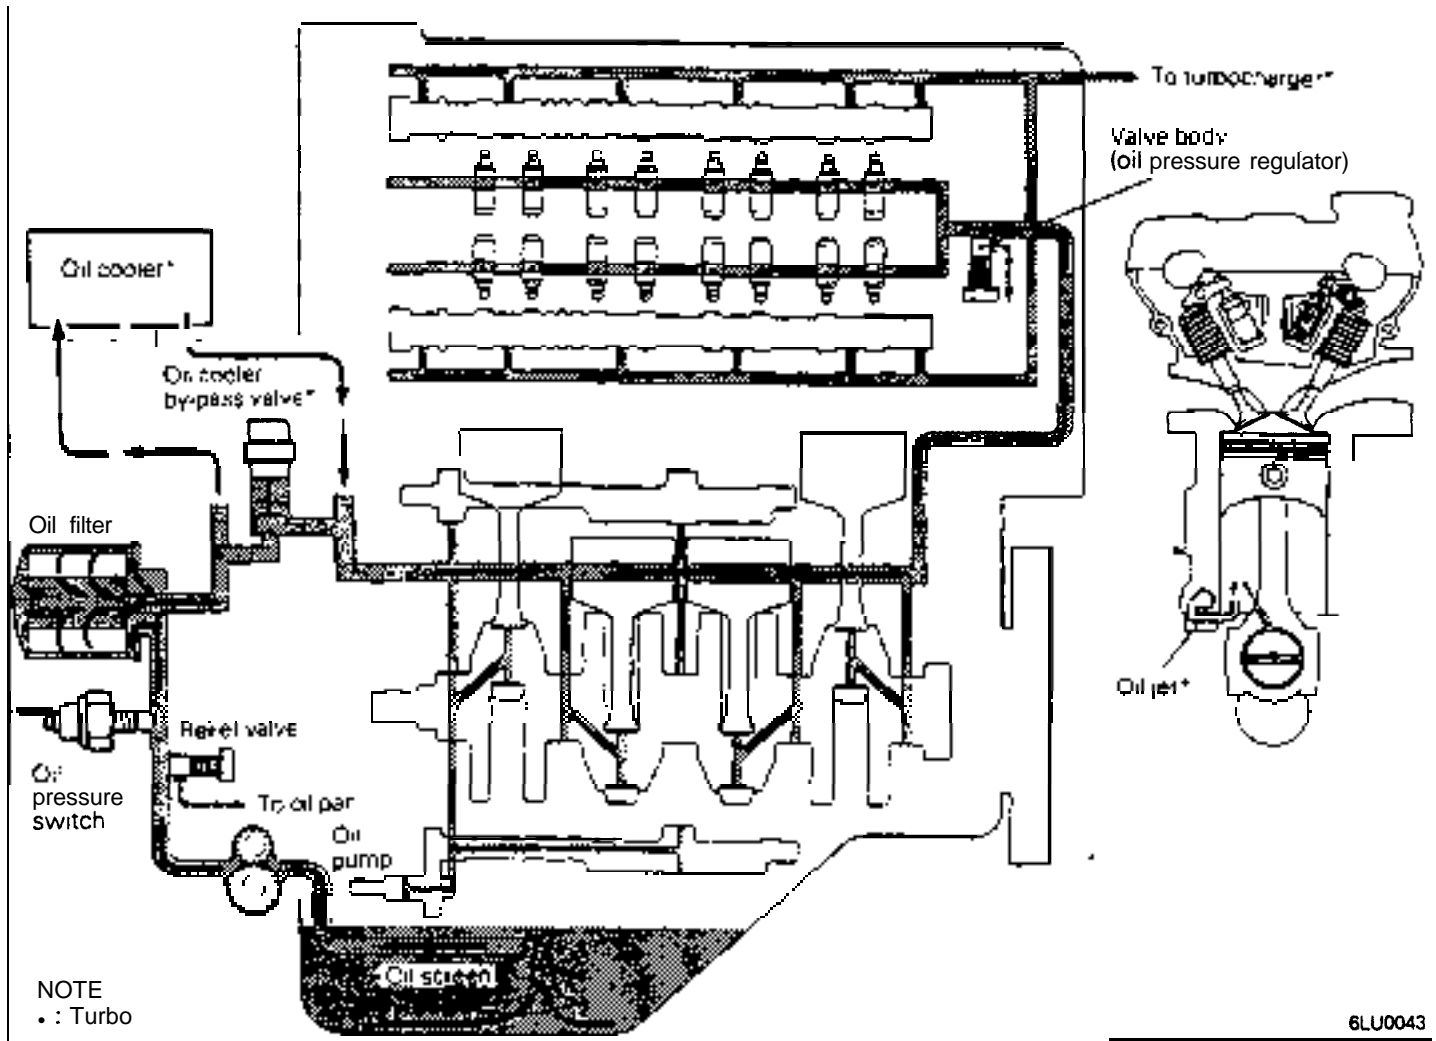 To turbocharger*
Valve body
(oil pressure regulator)
Oil cooler*
Oil cooler
by-pass valve*
Oil filter
Relief valve
Oil
pressure
switch
To oil pan
Oil
pump
Oil jet*
Oil screen
NOTE
• : Turbo
6LU0043